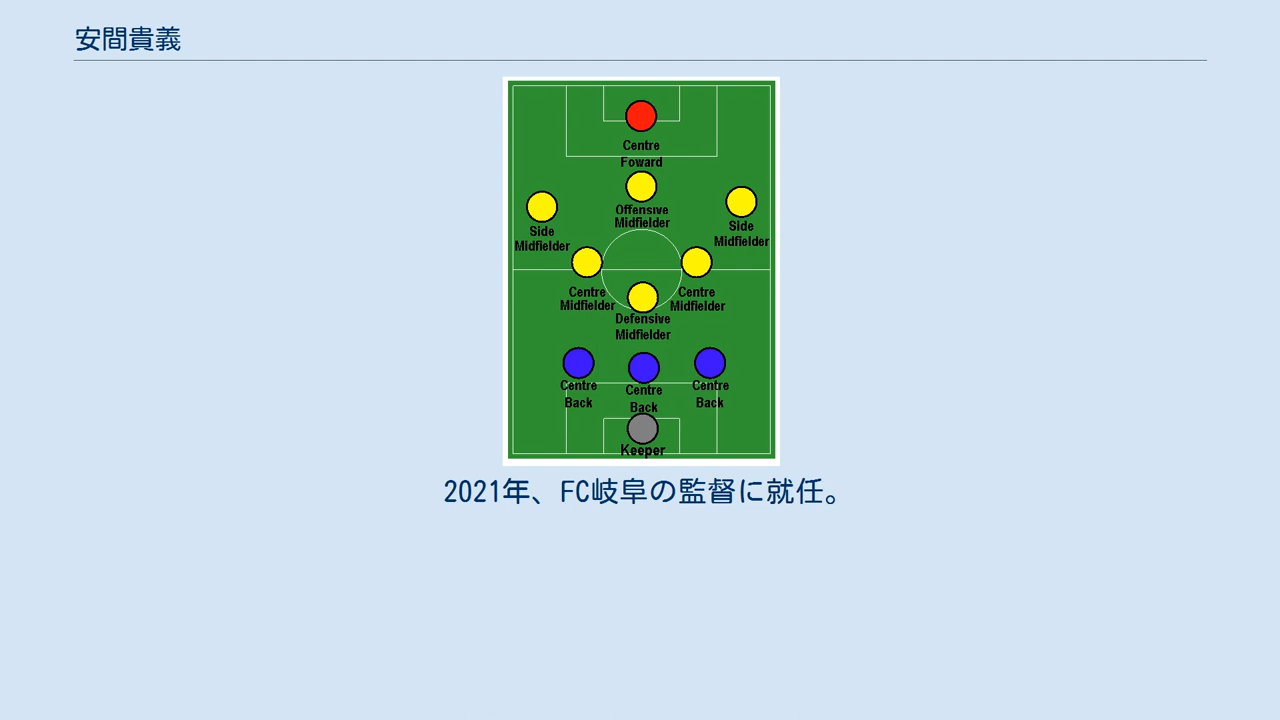 安間貴義
Centre
Foward
Offensive
Midfielder
Side
Midfielder
Side
Midfielder
Centre
Midfielder
Centre
Midfielder
Defensive
Midfielder
Centre
Back
Centre
Back
Centre
Back
Keeper
2021年、FC岐阜の監督に就任。